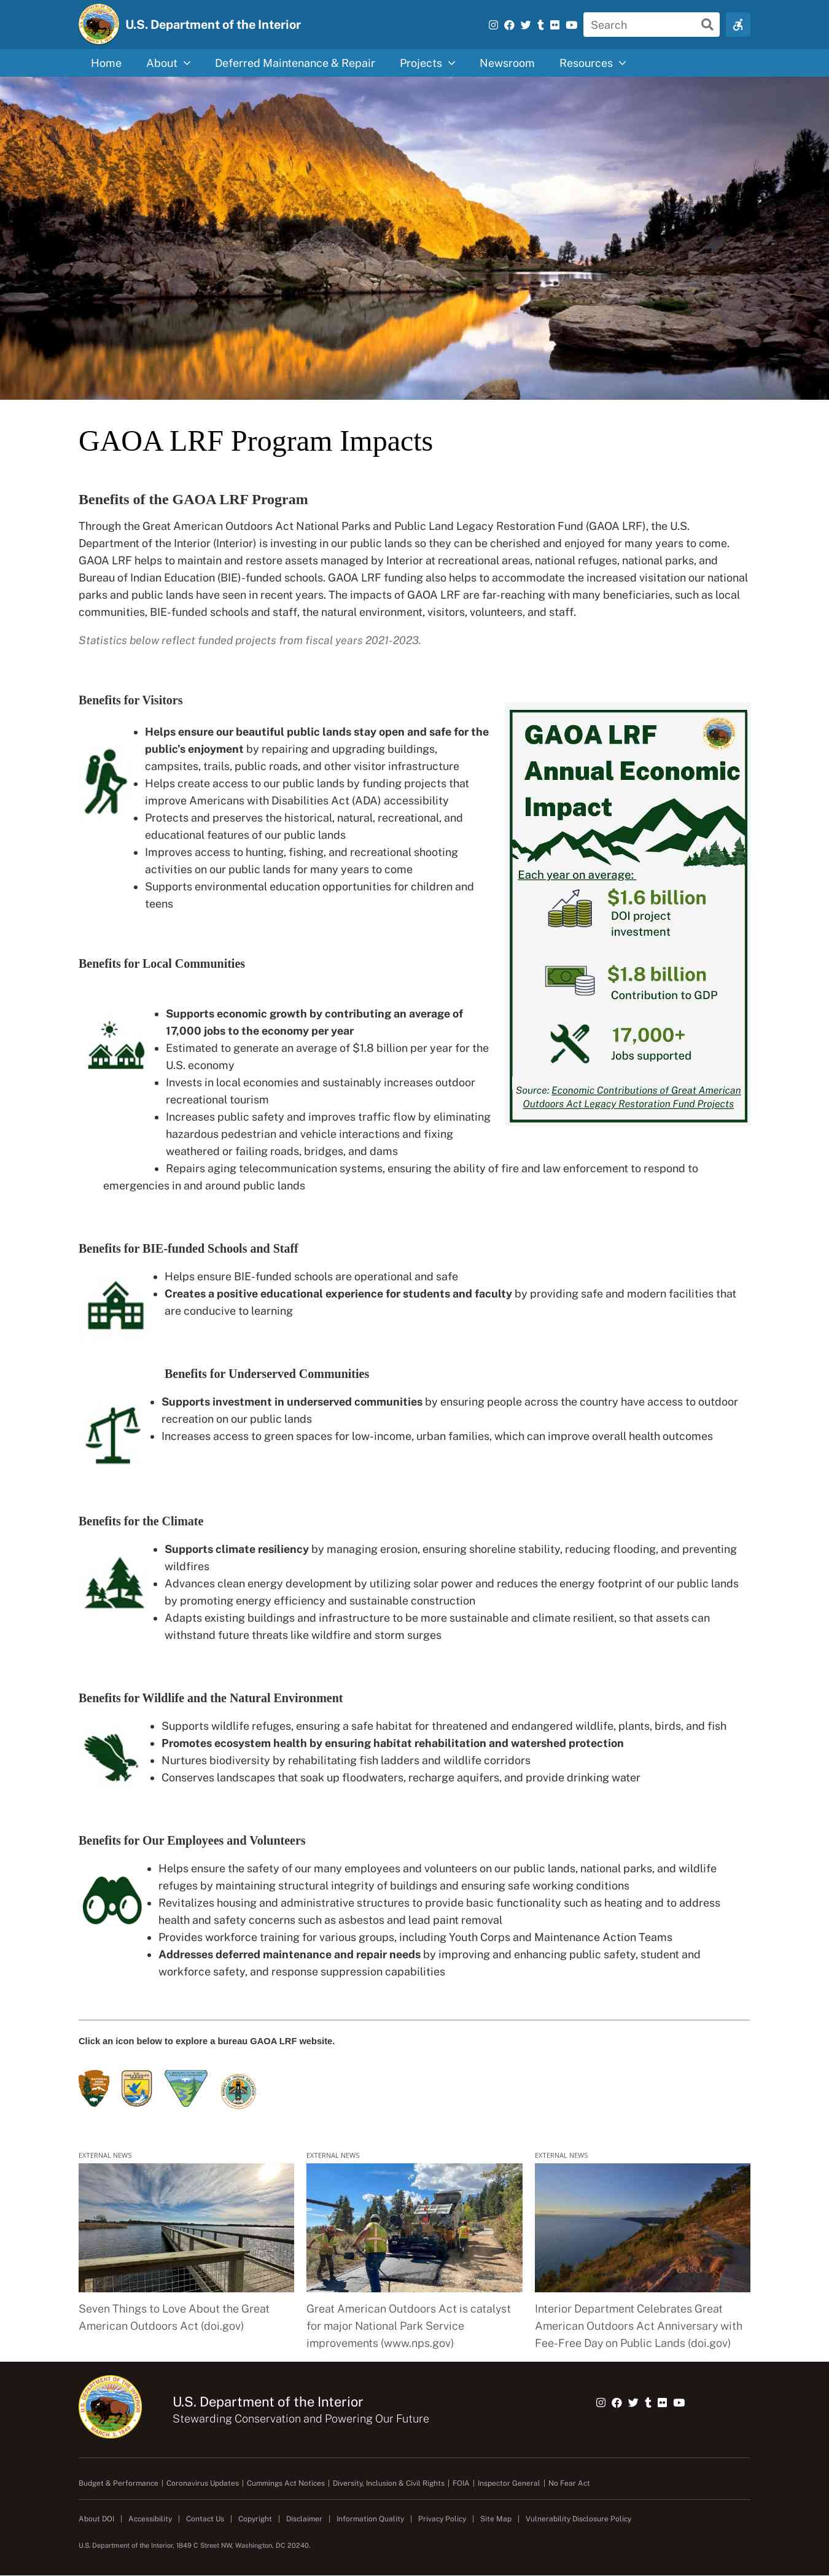 U.S. Department of the Interior
Search
Home
About
Deferred Maintenance & Repair
Projects
Newsroom
Resources
GAOA LRF Program Impacts
Benefits of the GAOA LRF Program
Through the Great American Outdoors Act National Parks and Public Land Legacy Restoration Fund (GAOA LRF), the U.S.
Department of the Interior (Interior) is investing in our public lands so they can be cherished and enjoyed for many years to come.
GAOA LRF helps to maintain and restore assets managed by Interior at recreational areas, national refuges, national parks, and
Bureau of Indian Education (BIE)-funded schools. GAOA LRF funding also helps to accommodate the increased visitation our national
parks and public lands have seen in recent years. The impacts of GAOA LRF are far-reaching with many beneficiaries, such as local
communities, BIE-funded schools and staff, the natural environment, visitors, volunteers, and staff.
Statistics below reflect funded projects from fiscal years 2021-2023.
Benefits for Visitors
Helps ensure our beautiful public lands stay open and safe for the
public's enjoyment by repairing and upgrading buildings,
campsites, trails, public roads, and other visitor infrastructure
Helps create access to our public lands by funding projects that
improve Americans with Disabilities Act (ADA) accessibility
Protects and preserves the historical, natural, recreational, and
educational features of our public lands
Improves access to hunting, fishing, and recreational shooting
activities on our public lands for many years to come
Supports environmental education opportunities for children and
teens
GAOA LRF
Annual Economic
Impact
Each year on average:
$1.6 billion
DOI project
investment
$1.8 billion
Contribution to GDP
17,000+
Jobs supported
Source: Economic Contributions of Great American
Outdoors Act Legacy Restoration Fund Projects
Benefits for Local Communities
Supports economic growth by contributing an average of
17,000 jobs to the economy per year
Estimated to generate an average of $1.8 billion per year for the
U.S. economy
Invests in local economies and sustainably increases outdoor
recreational tourism
Increases public safety and improves traffic flow by eliminating
hazardous pedestrian and vehicle interactions and fixing
weathered or failing roads, bridges, and dams
Repairs aging telecommunication systems, ensuring the ability of fire and law enforcement to respond to
emergencies in and around public lands
Benefits for BIE-funded Schools and Staff
Helps ensure BIE-funded schools are operational and safe
Creates a positive educational experience for students and faculty by providing safe and modern facilities that
are conducive to learning
Benefits for Underserved Communities
Supports investment in underserved communities by ensuring people across the country have access to outdoor
recreation on our public lands
Increases access to green spaces for low-income, urban families, which can improve overall health outcomes
Benefits for the Climate
Supports climate resiliency by managing erosion, ensuring shoreline stability, reducing flooding, and preventing
wildfires
Advances clean energy development by utilizing solar power and reduces the energy footprint of our public lands
by promoting energy efficiency and sustainable construction
Adapts existing buildings and infrastructure to be more sustainable and climate resilient, so that assets can
withstand future threats like wildfire and storm surges
Benefits for Wildlife and the Natural Environment
Supports wildlife refuges, ensuring a safe habitat for threatened and endangered wildlife, plants, birds, and fish
Promotes ecosystem health by ensuring habitat rehabilitation and watershed protection
Nurtures biodiversity by rehabilitating fish ladders and wildlife corridors
Conserves landscapes that soak up floodwaters, recharge aquifers, and provide drinking water
Benefits for Our Employees and Volunteers
Helps ensure the safety of our many employees and volunteers on our public lands, national parks, and wildlife
refuges by maintaining structural integrity of buildings and ensuring safe working conditions
Revitalizes housing and administrative structures to provide basic functionality such as heating and to address
health and safety concerns such as asbestos and lead paint removal
Provides workforce training for various groups, including Youth Corps and Maintenance Action Teams
Addresses deferred maintenance and repair needs by improving and enhancing public safety, student and
workforce safety, and response suppression capabilities
Click an icon below to explore a bureau GAOA LRF website.
EXTERNAL NEWS
Seven Things to Love About the Great
American Outdoors Act (doi.gov)
EXTERNAL NEWS
Great American Outdoors Act is catalyst
for major National Park Service
improvements (www.nps.gov)
EXTERNAL NEWS
Interior Department Celebrates Great
American Outdoors Act Anniversary with
Fee-Free Day on Public Lands (doi.gov)
U.S. Department of the Interior
Stewarding Conservation and Powering Our Future
Budget & Performance | Coronavirus Updates | Cummings Act Notices | Diversity, Inclusion & Civil Rights | FOIA | Inspector General | No Fear Act
About DOI | Accessibility | Contact Us | Copyright | Disclaimer | Information Quality | Privacy Policy | Site Map | Vulnerability Disclosure Policy
U.S. Department of the Interior, 1849 C Street NW, Washington, DC 20240.